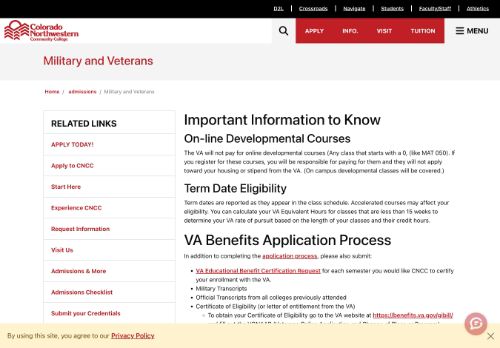 D2L | Crossroads | Navigate | Students | Faculty/Staff | Athletics
Colorado
Northwestern
Community College
APPLY INFO. VISIT TUITION MENU
Military and Veterans
Home / admissions / Military and Veterans
RELATED LINKS
APPLY TODAY!
Apply to CNCC
Start Here
Experience CNCC
Request Information
Visit Us
Admissions & More
Admissions Checklist
Submit your Credentials
Important Information to Know
On-line Developmental Courses
The VA will not pay for online developmental courses (Any class that starts with a 0, (like MAT 050). If
you register for these courses, you will be responsible for paying for them and they will not apply
toward your housing or stipend from the VA. (On campus developmental classes will be covered.)
Term Date Eligibility
Term dates are reported as they appear in the class schedule. Accelerated courses may affect your
eligibility. You can calculate your VA Equivalent Hours for classes that are less than 15 weeks to
determine your VA rate of pursuit based on the length of your classes and their credit hours.
VA Benefits Application Process
In addition to completing the application process, please also submit:
• VA Educational Benefit Certification Request for each semester you would like CNCC to certify
your enrollment with the VA.
• Military Transcripts
• Official Transcripts from all colleges previously attended
• Certificate of Eligibility (or letter of entitlement from the VA)
To obtain your Certificate of Eligibility go to the VA website at https://benefits.va.gov/gibill/
By using this site, you agree to our Privacy Policy